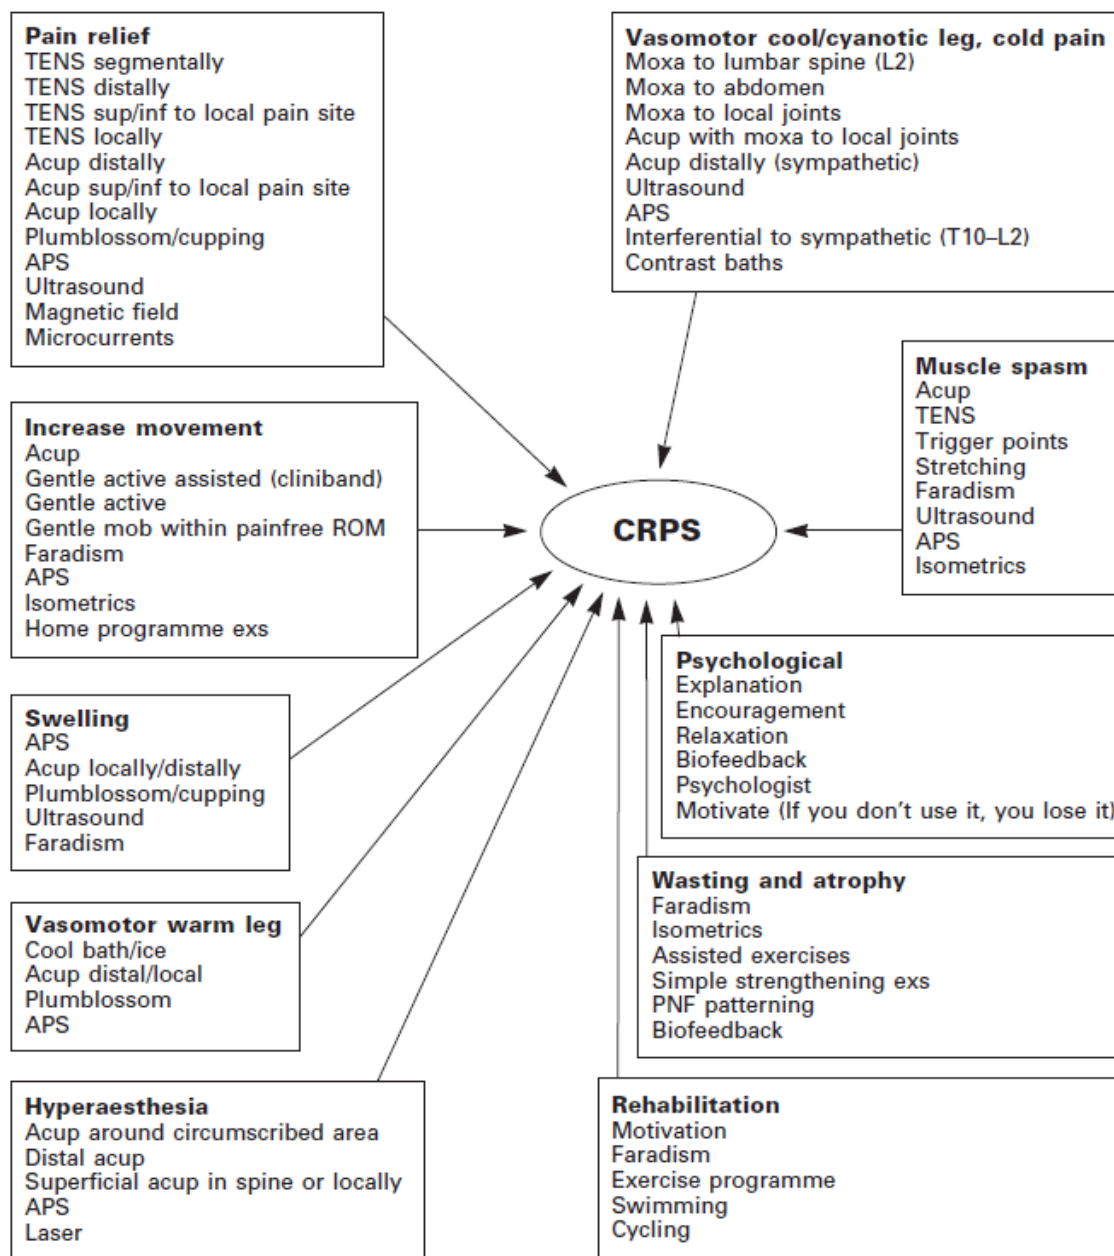 Pain relief
TENS segmentally
TENS distally
TENS sup/inf to local pain site
TENS locally
Acup distally
Acup sup/inf to local pain site
Acup locally
Plumblossom/cupping
APS
Ultrasound
Magnetic field
Microcurrents
Vasomotor cool/cyanotic leg, cold pain
Moxa to lumbar spine (L2)
Moxa to abdomen
Moxa to local joints
Acup with moxa to local joints
Acup distally (sympathetic)
Ultrasound
APS
Interferential to sympathetic (T10–L2)
Contrast baths
Muscle spasm
Acup
TENS
Trigger points
Stretching
Faradism
Ultrasound
APS
Isometrics
Increase movement
Acup
Gentle active assisted (cliniband)
Gentle active
Gentle mob within painfree ROM
Faradism
APS
Isometrics
Home programme exs
CRPS
Psychological
Explanation
Encouragement
Relaxation
Biofeedback
Psychologist
Motivate (If you don't use it, you lose it)
Swelling
APS
Acup locally/distally
Plumblossom/cupping
Ultrasound
Faradism
Wasting and atrophy
Faradism
Isometrics
Assisted exercises
Simple strengthening exs
PNF patterning
Biofeedback
Vasomotor warm leg
Cool bath/ice
Acup distal/local
Plumblossom
APS
Hyperaesthesia
Acup around circumscribed area
Distal acup
Superficial acup in spine or locally
APS
Laser
Rehabilitation
Motivation
Faradism
Exercise programme
Swimming
Cycling